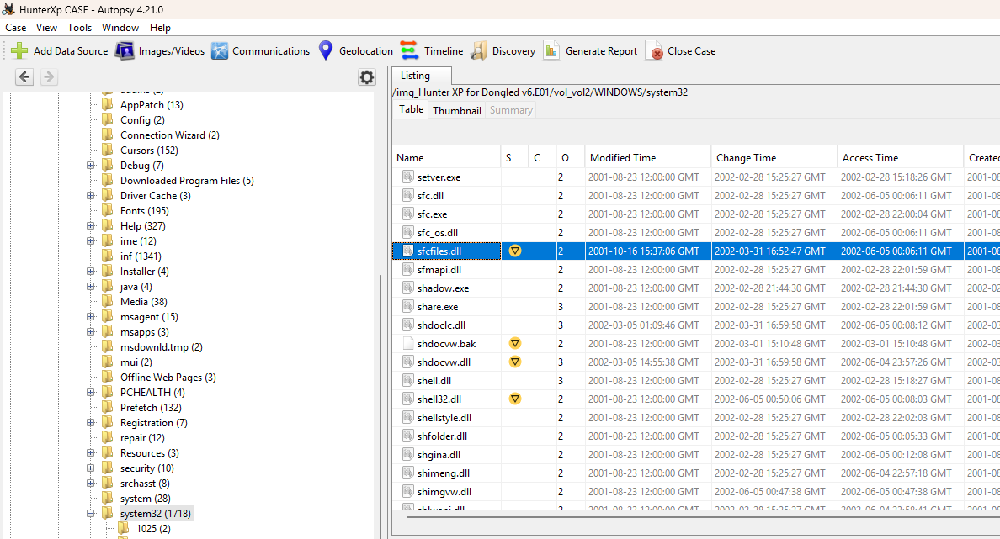 HunterXp CASE - Autopsy 4.21.0
Case View Tools Window Help
Add Data Source Images/Videos Communications Geolocation Timeline Discovery Generate Report Close Case
AppPatch (13)
Config (2)
Connection Wizard (2)
Cursors (152)
Debug (7)
Downloaded Program Files (5)
Driver Cache (3)
Fonts (195)
Help (327)
ime (12)
inf (1341)
Installer (4)
java (4)
Media (38)
msagent (15)
msapps (3)
msdownld.tmp (2)
mui (2)
Offline Web Pages (3)
PCHEALTH (4)
Prefetch (132)
Registration (7)
repair (12)
Resources (3)
security (10)
srchasst (8)
system (28)
system32 (1718)
1025 (2)
Listing
/img_Hunter XP for Dongled v6.E01/vol_vol2/WINDOWS/system32
Table Thumbnail Summary
Name S C O Modified Time Change Time Access Time Created
setver.exe 2 2001-08-23 12:00:00 GMT 2002-02-28 15:25:27 GMT 2002-02-28 15:18:26 GMT 2001-08
sfc.dll 2 2001-08-23 12:00:00 GMT 2002-02-28 15:25:27 GMT 2002-06-05 00:06:11 GMT 2001-08
sfc.exe 2 2001-08-23 12:00:00 GMT 2002-02-28 15:25:27 GMT 2002-02-28 22:00:04 GMT 2001-08
sfc_os.dll 2 2001-08-23 12:00:00 GMT 2002-02-28 15:25:27 GMT 2002-06-05 00:06:11 GMT 2001-08
sfcfiles.dll 2 2001-10-16 15:37:06 GMT 2002-03-31 16:52:47 GMT 2002-06-05 00:06:11 GMT 2001-08
sfmapi.dll 2 2001-08-23 12:00:00 GMT 2002-02-28 15:25:27 GMT 2002-02-28 22:01:59 GMT 2001-08
shadow.exe 2 2001-08-23 12:00:00 GMT 2002-02-28 21:44:30 GMT 2002-02-28 21:44:30 GMT 2002-02
share.exe 3 2001-08-23 12:00:00 GMT 2002-02-28 15:25:27 GMT 2002-02-28 22:01:59 GMT 2001-08
shdoclc.dll 3 2002-03-05 01:09:46 GMT 2002-03-31 16:59:58 GMT 2002-06-05 00:08:12 GMT 2001-08
shdocvw.bak 2 2001-08-23 12:00:00 GMT 2002-03-01 15:10:48 GMT 2002-03-01 15:10:48 GMT 2002-03
shdocvw.dll 3 2002-03-05 14:55:38 GMT 2002-03-31 16:59:58 GMT 2002-06-04 23:57:26 GMT 2002-03
shell.dll 3 2001-08-23 12:00:00 GMT 2002-02-28 15:25:27 GMT 2002-02-28 15:18:27 GMT 2001-08
shell32.dll 2 2001-08-23 12:00:00 GMT 2002-06-05 00:50:06 GMT 2002-06-05 00:08:03 GMT 2001-08
shellstyle.dll 2 2001-08-23 12:00:00 GMT 2002-02-28 15:25:27 GMT 2002-02-28 22:02:03 GMT 2001-08
shfolder.dll 2 2001-08-23 12:00:00 GMT 2002-02-28 15:25:27 GMT 2002-06-05 00:05:33 GMT 2001-08
shgina.dll 2 2001-08-23 12:00:00 GMT 2002-02-28 15:25:27 GMT 2002-06-05 00:12:08 GMT 2001-08
shimeng.dll 2 2001-08-23 12:00:00 GMT 2002-02-28 15:25:27 GMT 2002-06-04 22:57:18 GMT 2001-08
shimgvw.dll 2 2001-08-23 12:00:00 GMT 2002-06-05 00:47:38 GMT 2002-06-05 00:47:38 GMT 2001-08